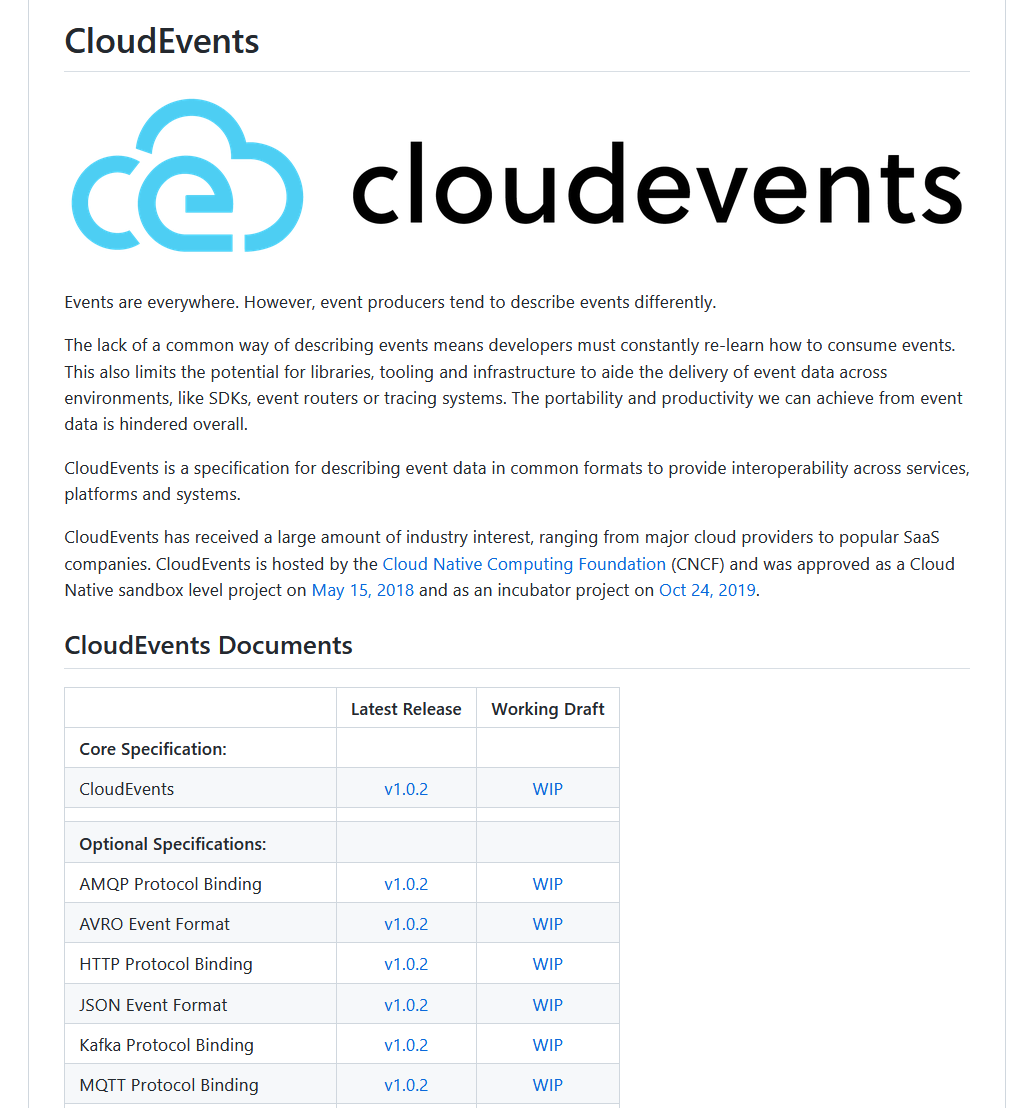 CloudEvents
ce cloudevents
Events are everywhere. However, event producers tend to describe events differently.
The lack of a common way of describing events means developers must constantly re-learn how to consume events.
This also limits the potential for libraries, tooling and infrastructure to aide the delivery of event data across
environments, like SDKs, event routers or tracing systems. The portability and productivity we can achieve from event
data is hindered overall.
CloudEvents is a specification for describing event data in common formats to provide interoperability across services,
platforms and systems.
CloudEvents has received a large amount of industry interest, ranging from major cloud providers to popular SaaS
companies. CloudEvents is hosted by the Cloud Native Computing Foundation (CNCF) and was approved as a Cloud
Native sandbox level project on May 15, 2018 and as an incubator project on Oct 24, 2019.
CloudEvents Documents
Latest Release Working Draft
Core Specification:
CloudEvents v1.0.2 WIP
Optional Specifications:
AMQP Protocol Binding v1.0.2 WIP
AVRO Event Format v1.0.2 WIP
HTTP Protocol Binding v1.0.2 WIP
JSON Event Format v1.0.2 WIP
Kafka Protocol Binding v1.0.2 WIP
MQTT Protocol Binding v1.0.2 WIP